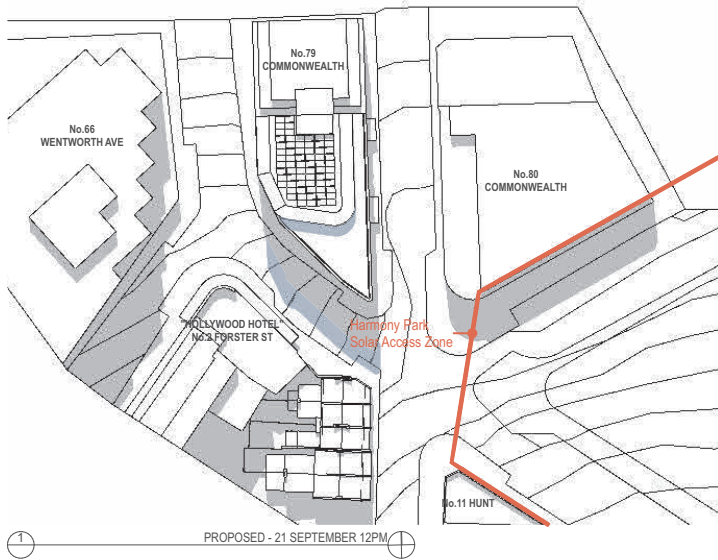 No.79
COMMONWEALTH
No.66
WENTWORTH AVE
No.80
COMMONWEALTH
"HOLLYWOOD HOTEL"
No.2 FORSTER ST
Harmony Park
Solar Access Zone
No.11 HUNT
1
PROPOSED - 21 SEPTEMBER 12PM